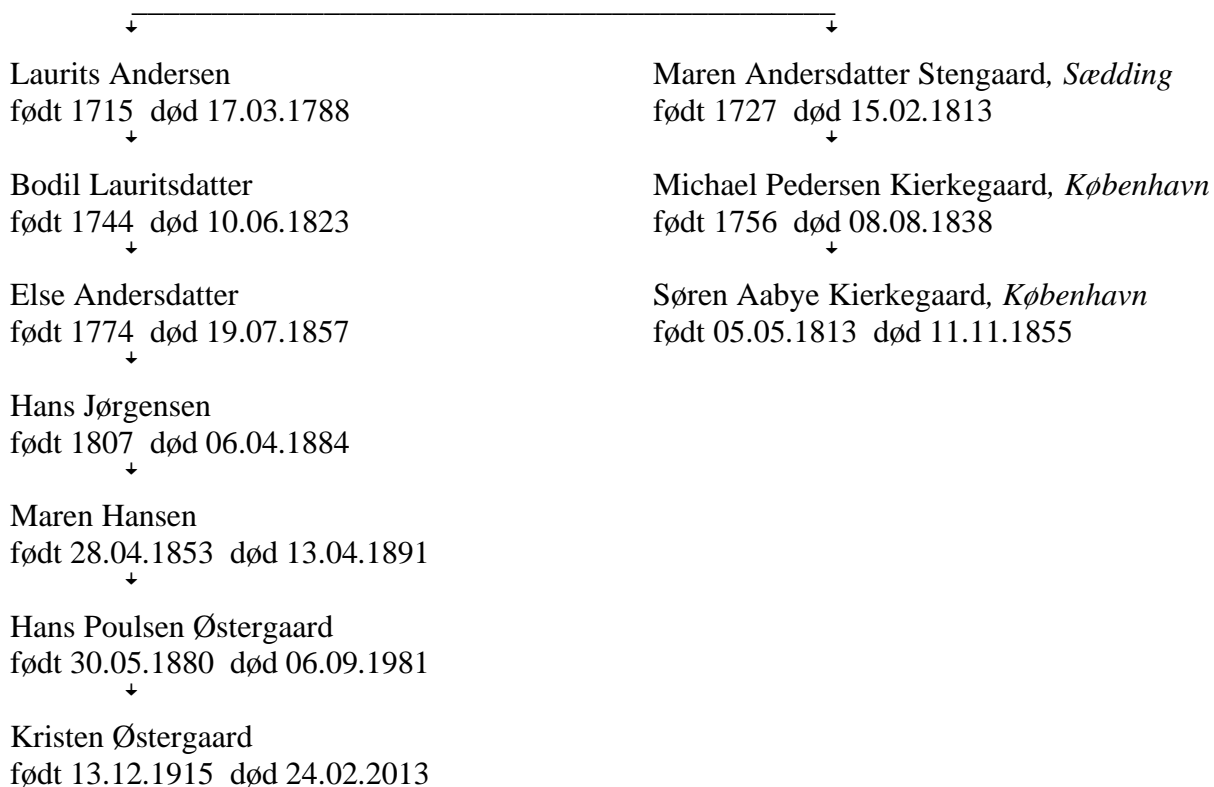 Laurits Andersen
født 1715  død 17.03.1788
Maren Andersdatter Stengaard, Sædding
født 1727  død 15.02.1813
Bodil Lauritsdatter
født 1744  død 10.06.1823
Michael Pedersen Kierkegaard, København
født 1756  død 08.08.1838
Else Andersdatter
født 1774  død 19.07.1857
Søren Aabye Kierkegaard, København
født 05.05.1813  død 11.11.1855
Hans Jørgensen
født 1807  død 06.04.1884
Maren Hansen
født 28.04.1853  død 13.04.1891
Hans Poulsen Østergaard
født 30.05.1880  død 06.09.1981
Kristen Østergaard
født 13.12.1915  død 24.02.2013